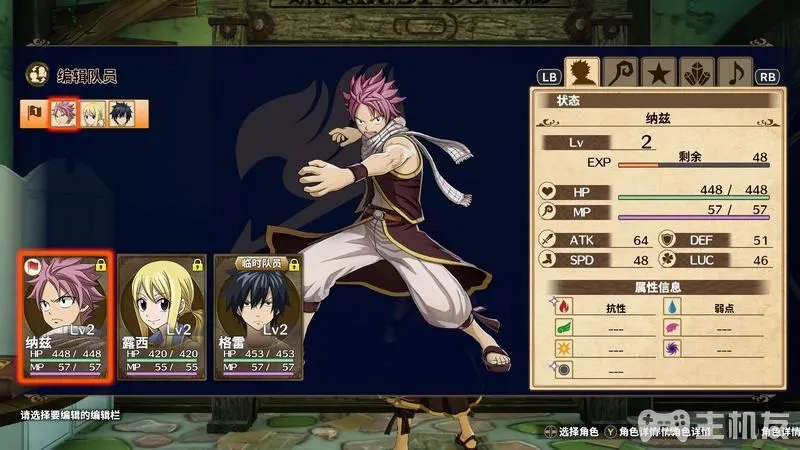 编辑队员
LB
RB
状态
纳兹
Lv 2
EXP 剩余 48
HP 448 / 448
MP 57 / 57
ATK 64 DEF 51
SPD 48 LUC 46
属性信息
抗性 弱点
--- ---
--- ---
---
临时队员
Lv2 Lv2 Lv2
纳兹 露西 格雷
HP 448 / 448 HP 420 / 420 HP 453 / 453
MP 57 / 57 MP 55 / 55 MP 57 / 57
请选择要编辑的编辑栏
选择角色 Y 角色详情
主机友